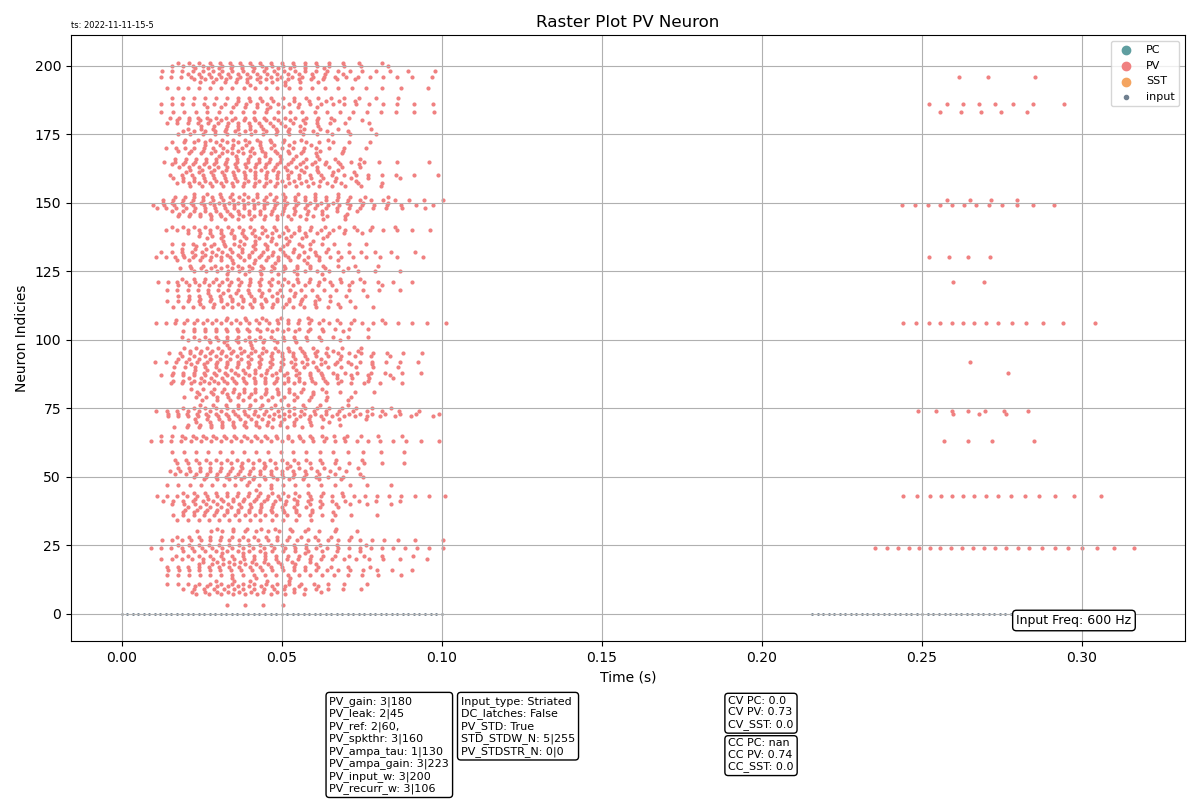 Raster Plot PV Neuron
ts: 2022-11-11-15-5
PC
PV
SST
input
200
175
150
125
100
75
50
25
0
Neuron Indicies
Input Freq: 600 Hz
0.00 0.05 0.10 0.15 0.20 0.25 0.30
Time (s)
PV_gain: 3|180
PV_leak: 2|45
PV_ref: 2|60,
PV_spkthr: 3|160
PV_ampa_tau: 1|130
PV_ampa_gain: 3|223
PV_input_w: 3|200
PV_recurr_w: 3|106
Input_type: Striated
DC_latches: False
PV_STD: True
STD_STDW_N: 5|255
PV_STDSTR_N: 0|0
CV PC: 0.0
CV PV: 0.73
CV_SST: 0.0
CC PC: nan
CC PV: 0.74
CC_SST: 0.0